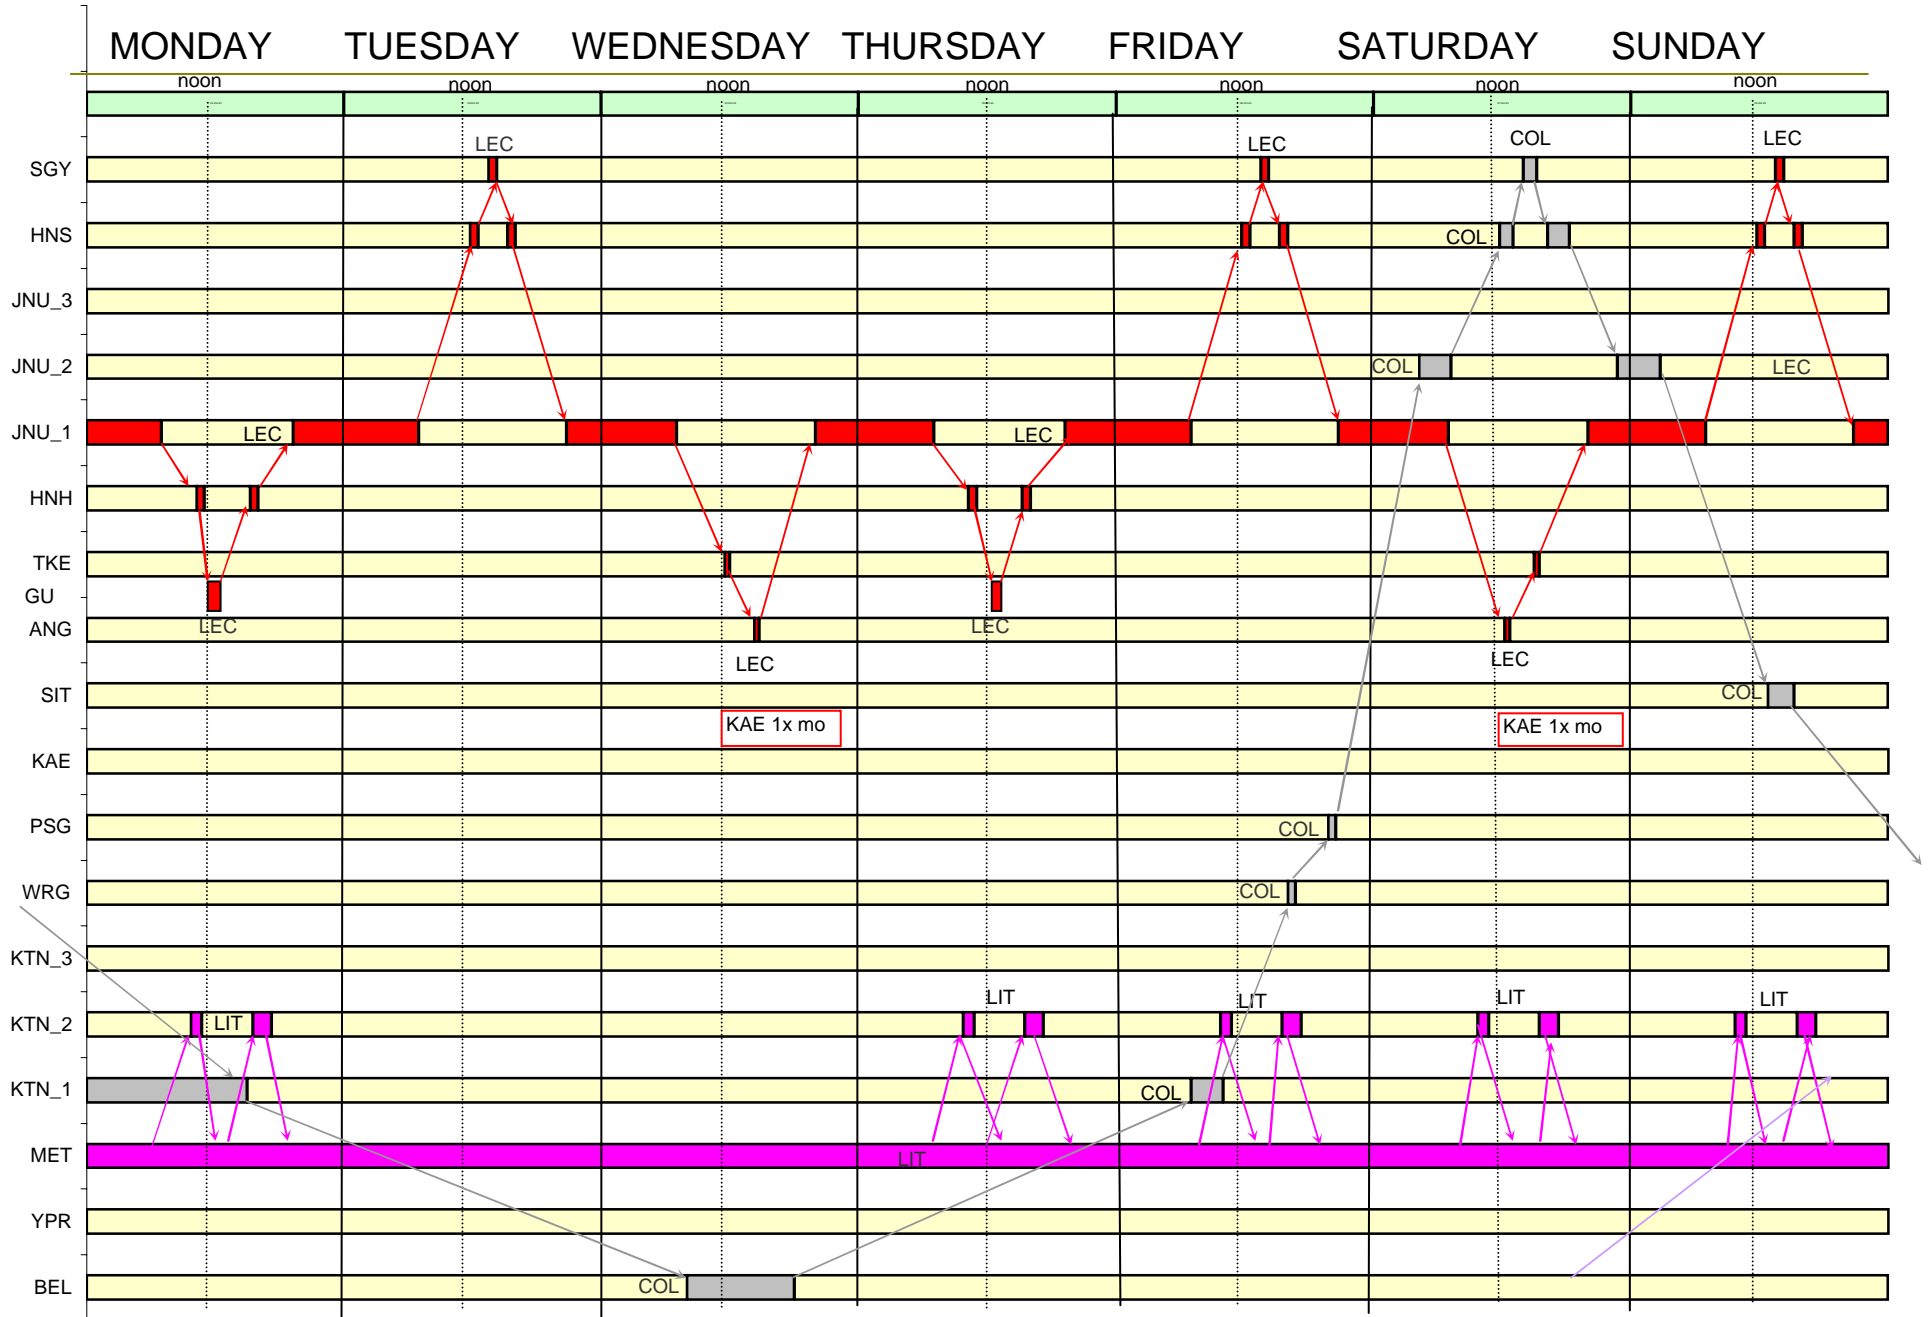 MONDAY TUESDAY WEDNESDAY THURSDAY FRIDAY SATURDAY SUNDAY
noon noon noon noon noon noon noon
LEC LEC COL LEC
SGY
HNS COL
JNU_3
JNU_2 COL LEC
JNU_1 LEC LEC
HNH
TKE
GU
ANG LEC LEC
LEC LEC
SIT COL
KAE 1x mo KAE 1x mo
KAE
PSG COL
WRG COL
KTN_3
LIT LIT LIT LIT
KTN_2 LIT
KTN_1 COL
MET LIT
YPR
BEL COL